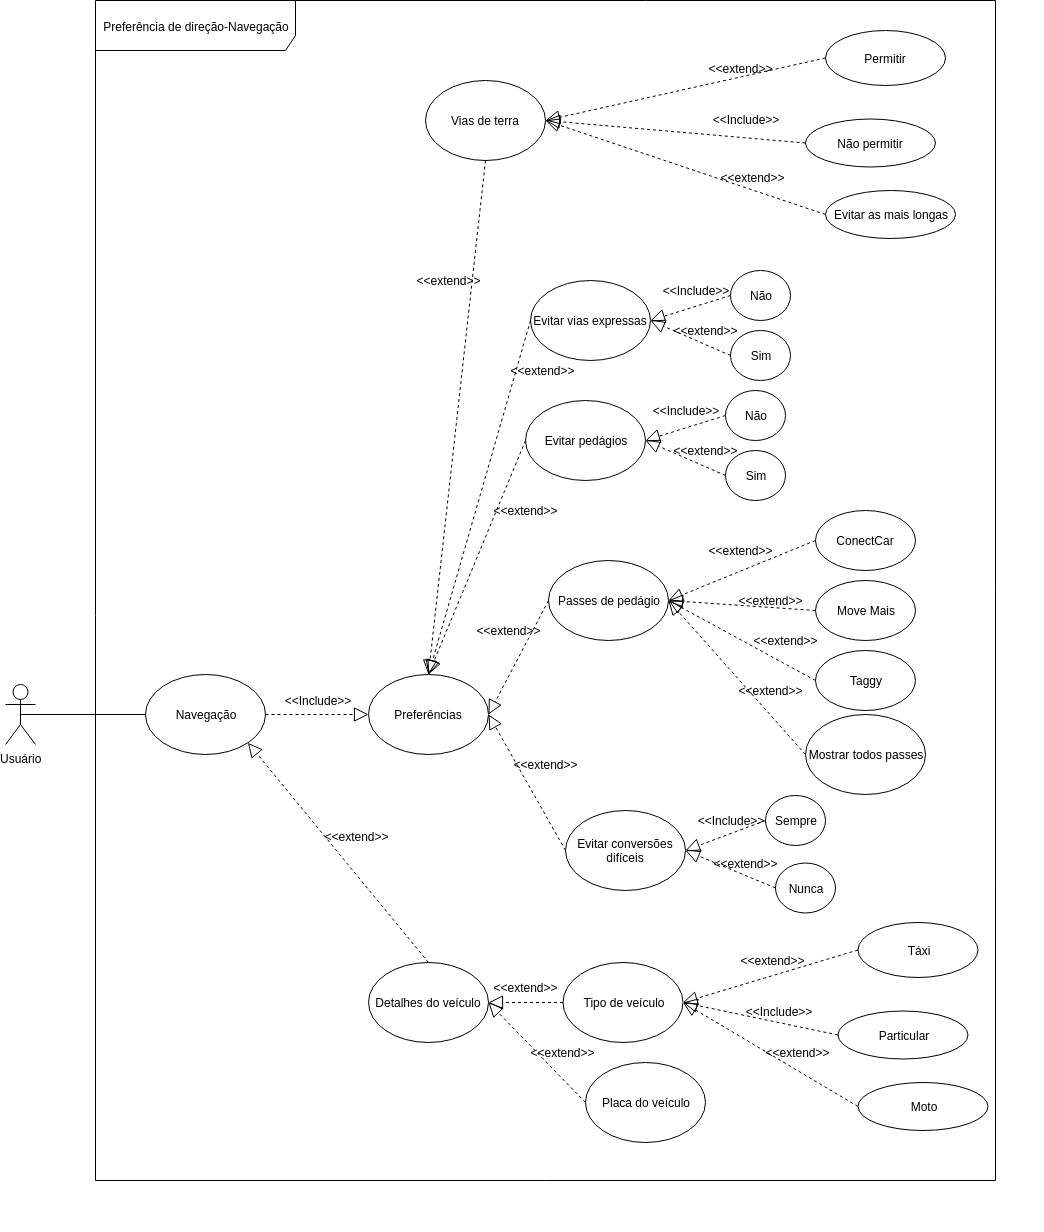 Preferência de direção-Navegação
Permitir
<<extend>>
Vias de terra
<<Include>>
Não permitir
<<extend>>
Evitar as mais longas
<<extend>>
<<Include>>
Não
Evitar vias expressas
<<extend>>
Sim
<<extend>>
<<Include>>
Não
Evitar pedágios
<<extend>>
Sim
<<extend>>
ConectCar
<<extend>>
Passes de pedágio
<<extend>>
Move Mais
<<extend>>
<<extend>>
Taggy
<<extend>>
<<Include>>
Navegação
Preferências
Usuário
Mostrar todos passes
<<extend>>
<<Include>>
Sempre
Evitar conversões
difíceis
<<extend>>
Nunca
<<extend>>
Táxi
<<extend>>
<<extend>>
Detalhes do veículo
Tipo de veículo
<<Include>>
Particular
<<extend>>
<<extend>>
Placa do veículo
Moto